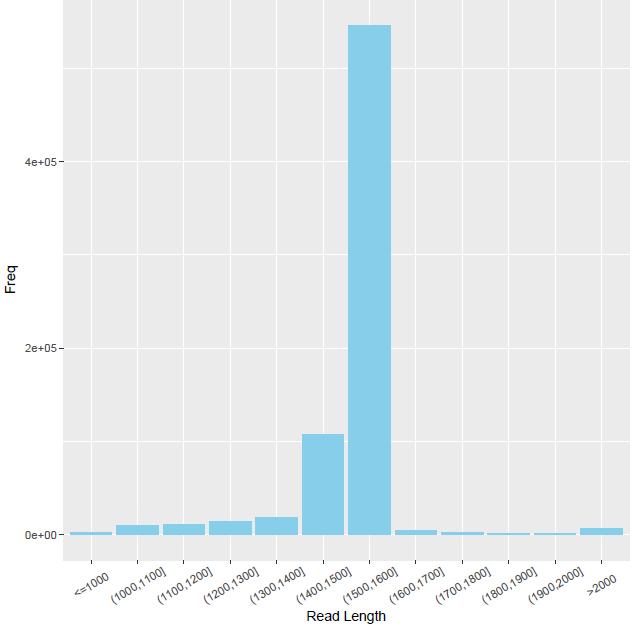 Freq
4e+05
2e+05
0e+00
<=1000
(1000,1100]
(1100,1200]
(1200,1300]
(1300,1400]
(1400,1500]
(1500,1600]
(1600,1700]
(1700,1800]
(1800,1900]
(1900,2000]
>2000
Read Length